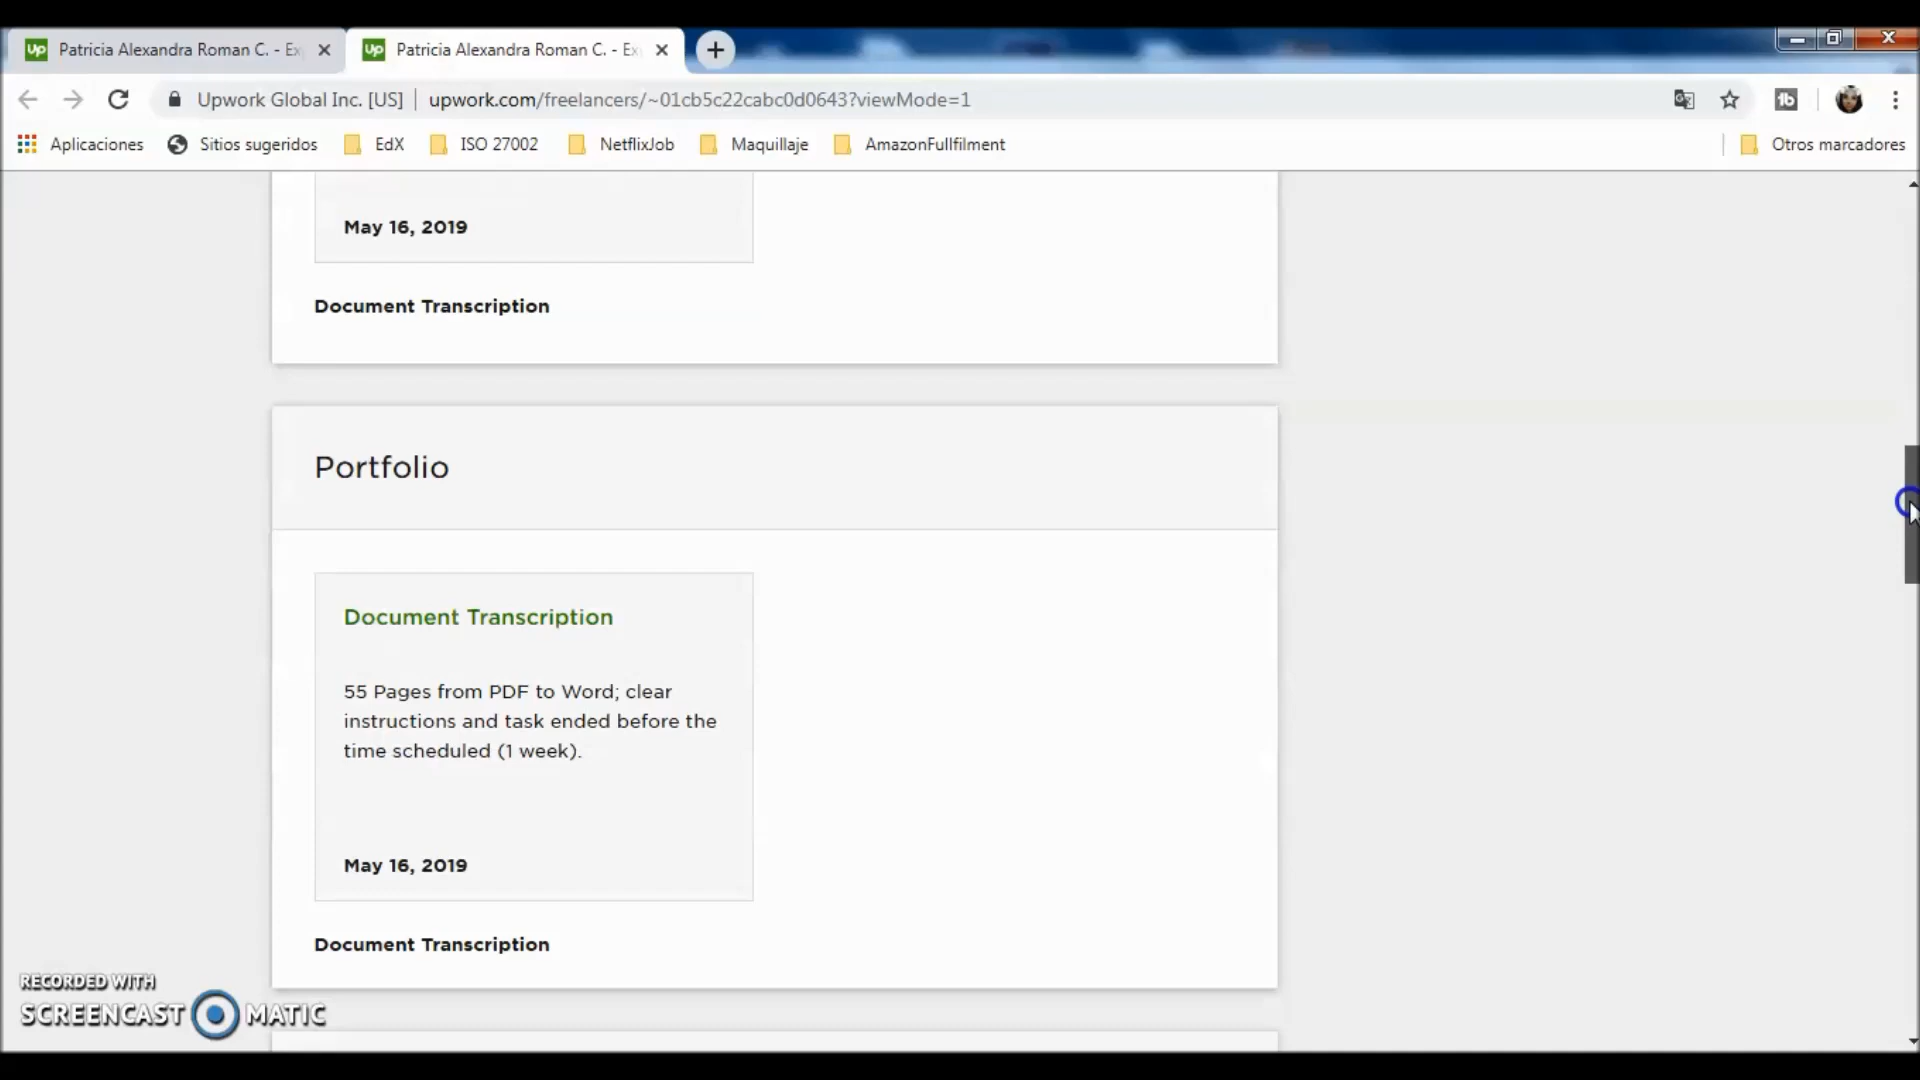 up Patricia Alexandra Roman C. - Ex
up Patricia Alexandra Roman C. - Ex
Upwork Global Inc. [US] upwork.com/freelancers/~01cb5c22cabc0d0643?viewMode=1
Aplicaciones Sitios sugeridos EdX ISO 27002 NetflixJob Maquillaje AmazonFullfilment Otros marcadores
May 16, 2019
Document Transcription
Portfolio
Document Transcription
55 Pages from PDF to Word; clear
instructions and task ended before the
time scheduled (1 week).
May 16, 2019
Document Transcription
RECORDED WITH
SCREENCAST MATIC